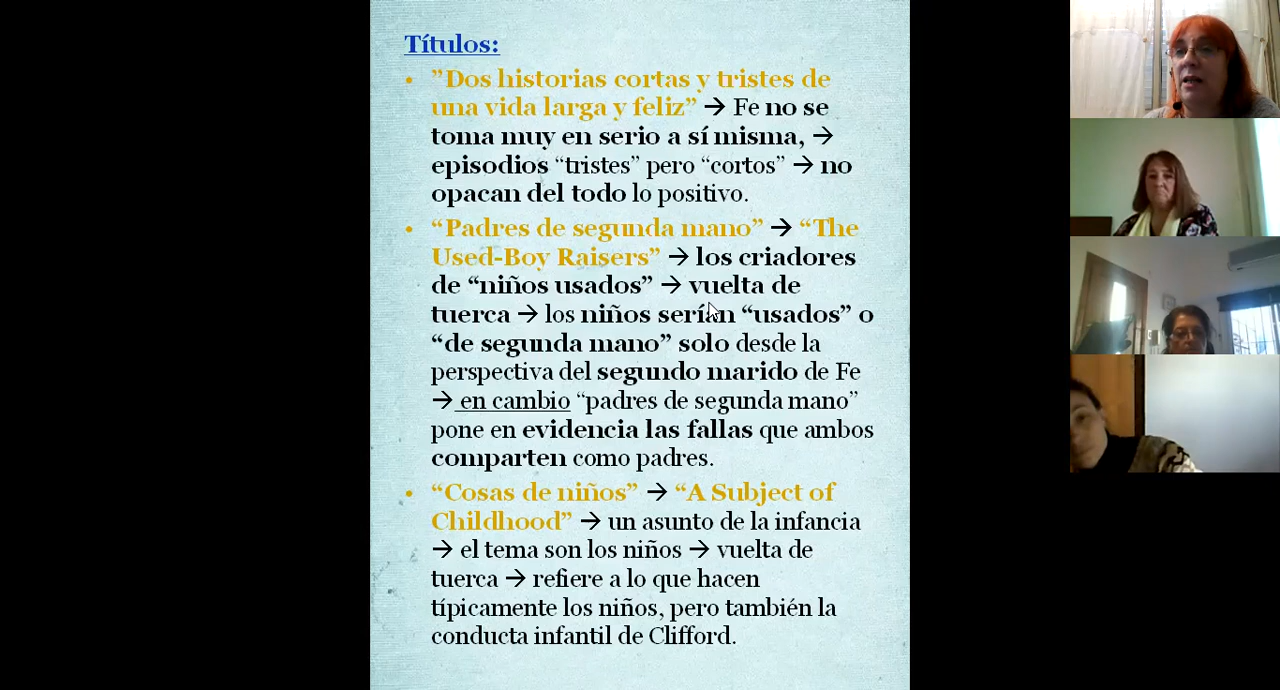 Títulos:
• ”Dos historias cortas y tristes de
una vida larga y feliz” → Fe no se
toma muy en serio a sí misma, →
episodios “tristes” pero “cortos” → no
opacan del todo lo positivo.
• “Padres de segunda mano” → “The
Used-Boy Raisers” → los criadores
de “niños usados” → vuelta de
tuerca → los niños serían “usados” o
“de segunda mano” solo desde la
perspectiva del segundo marido de Fe
→ en cambio “padres de segunda mano”
pone en evidencia las fallas que ambos
comparten como padres.
• “Cosas de niños” → “A Subject of
Childhood” → un asunto de la infancia
→ el tema son los niños → vuelta de
tuerca → refiere a lo que hacen
típicamente los niños, pero también la
conducta infantil de Clifford.